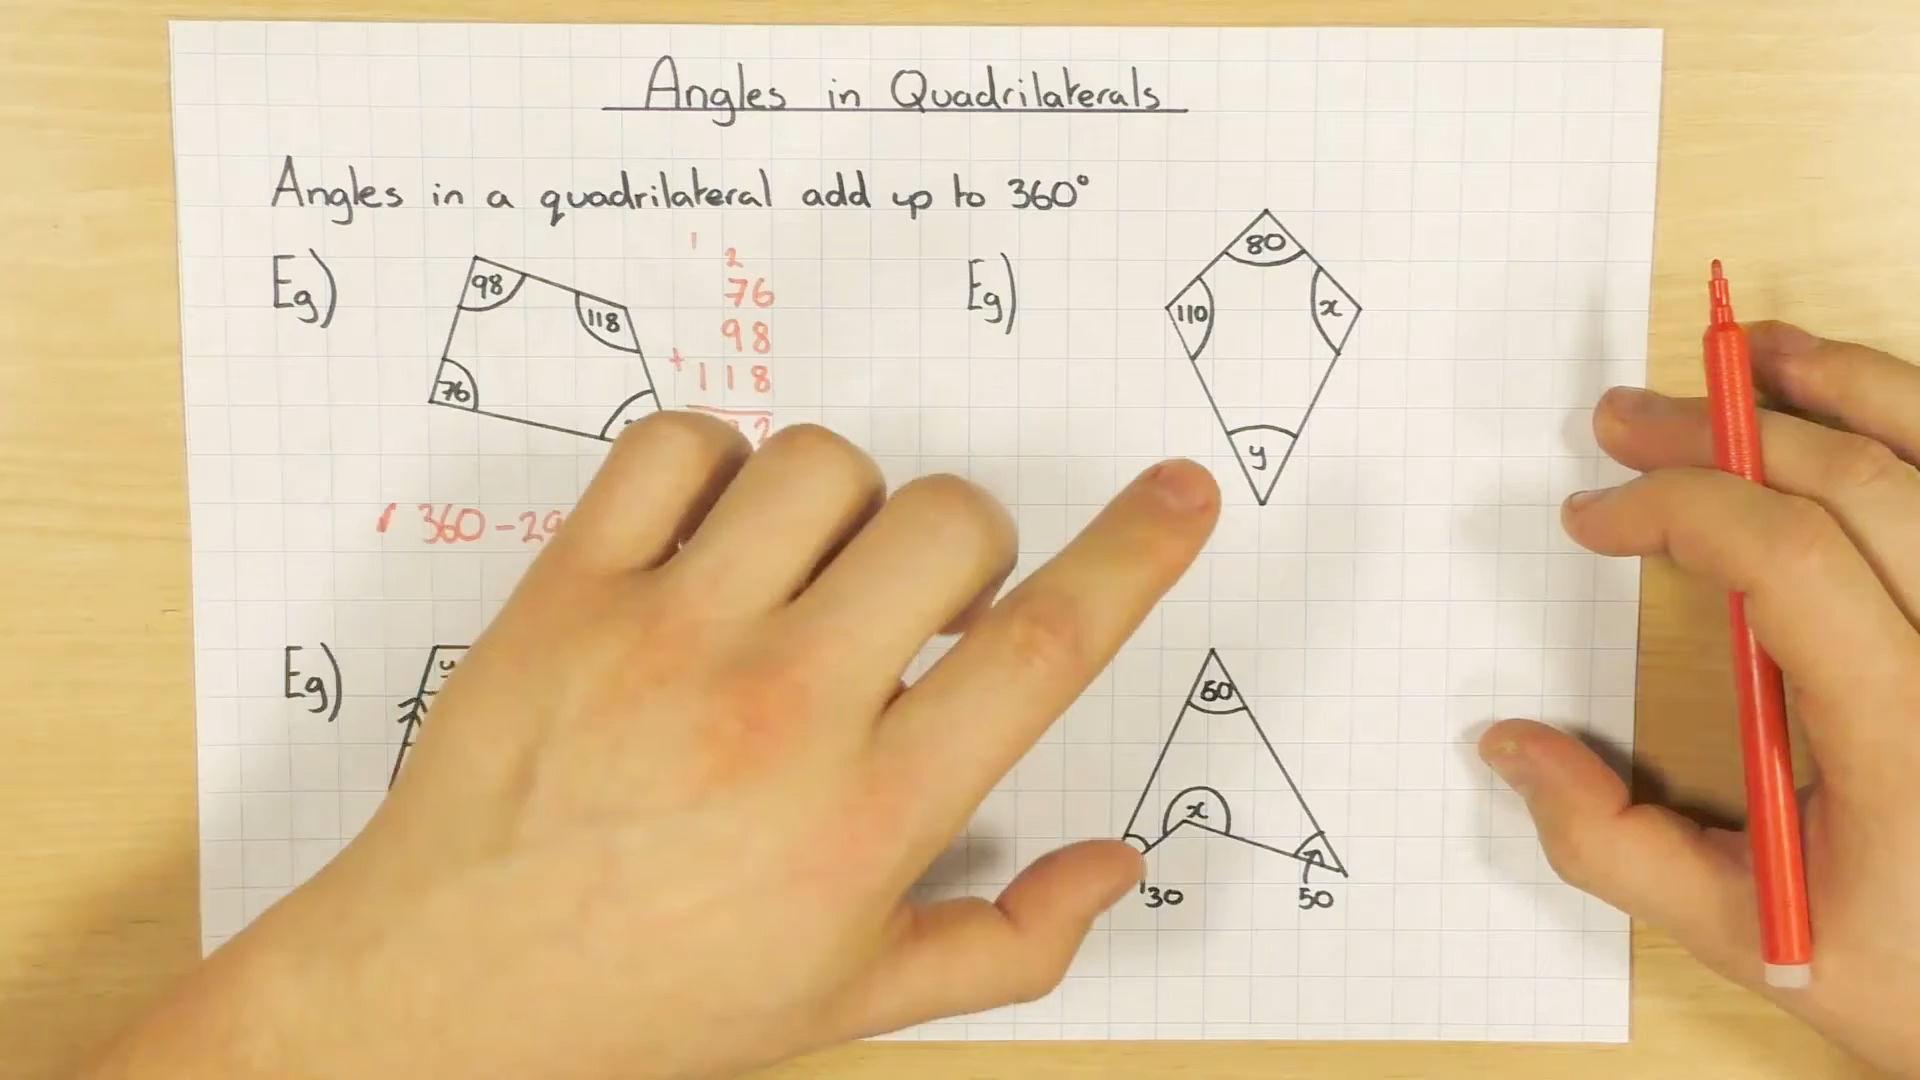 Angles in Quadrilaterals
Angles in a quadrilateral add up to 360°
Eg)
98
118
76
1
2
76
98
+ 118
2
360-29
Eg)
80
110
x
y
Eg)
y
60
x
30
50